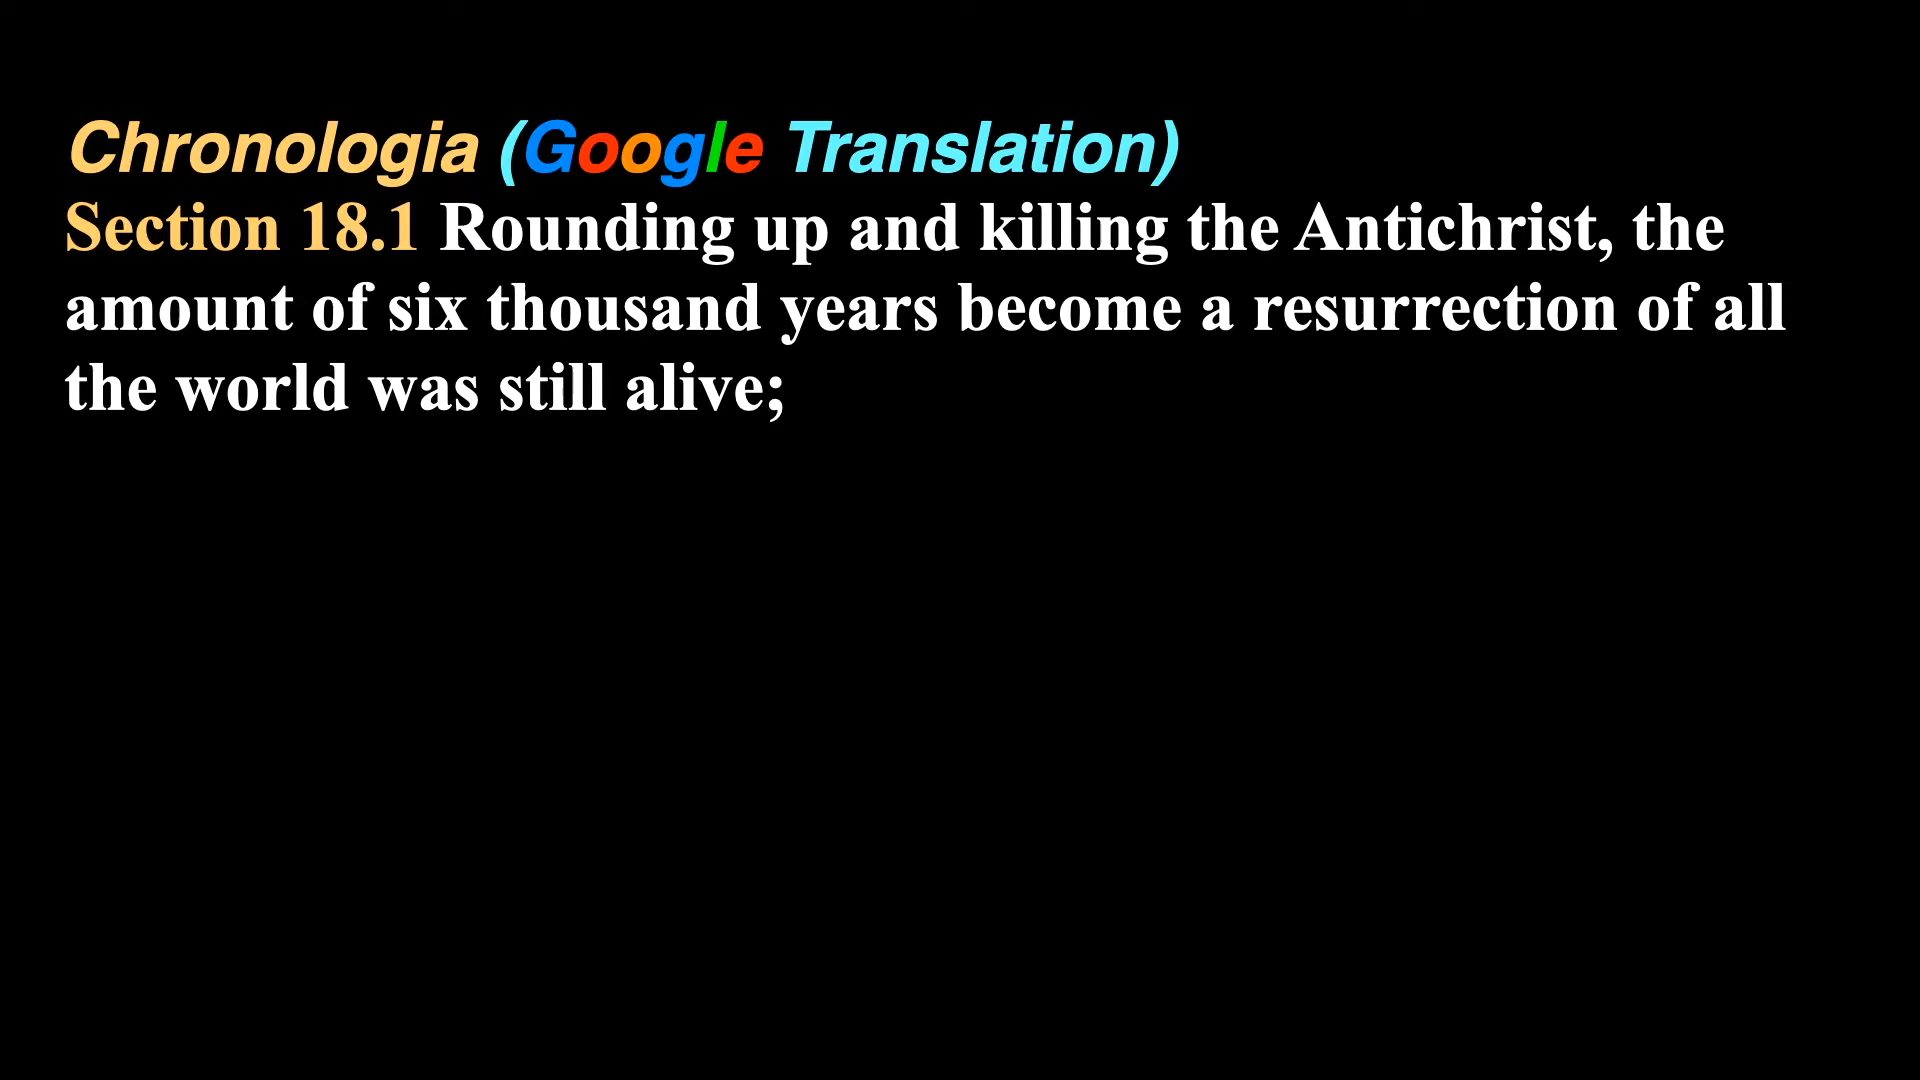 Chronologia (Google Translation)
Section 18.1 Rounding up and killing the Antichrist, the
amount of six thousand years become a resurrection of all
the world was still alive;